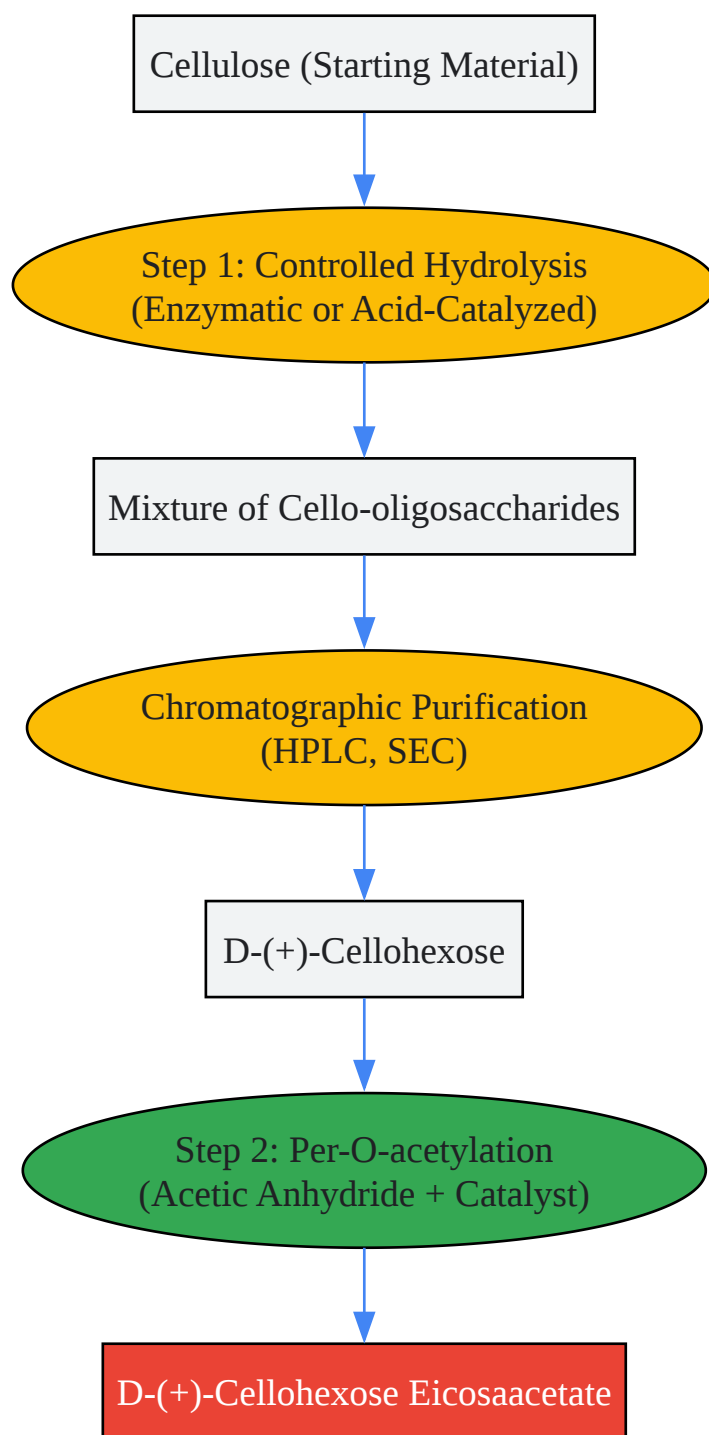 Cellulose (Starting Material)
Step 1: Controlled Hydrolysis
(Enzymatic or Acid-Catalyzed)
Mixture of Cello-oligosaccharides
Chromatographic Purification
(HPLC, SEC)
D-(+)-Cellohexose
Step 2: Per-O-acetylation
(Acetic Anhydride + Catalyst)
D-(+)-Cellohexose Eicosaacetate